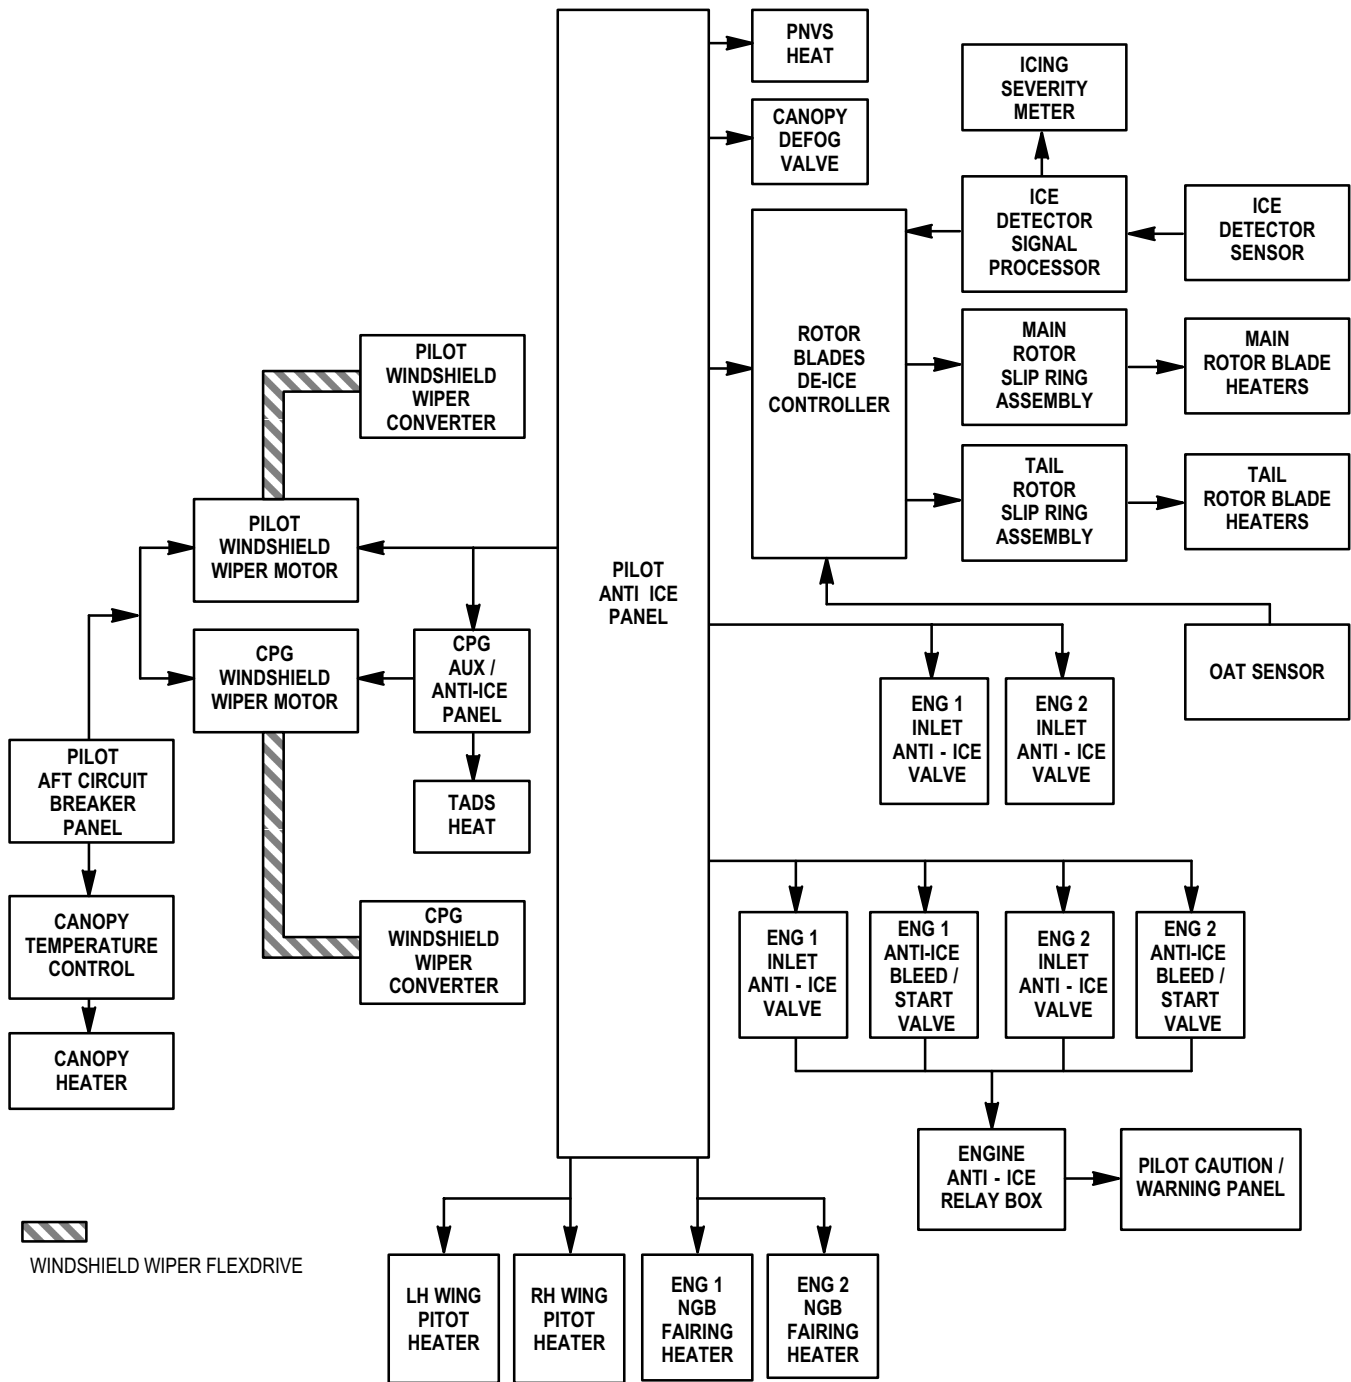 PNVS
HEAT
ICING
SEVERITY
METER
CANOPY
DEFOG
VALVE
ICE
DETECTOR
SIGNAL
PROCESSOR
ICE
DETECTOR
SENSOR
ROTOR
BLADES
DE-ICE
CONTROLLER
MAIN
ROTOR
SLIP RING
ASSEMBLY
MAIN
ROTOR BLADE
HEATERS
PILOT
WINDSHIELD
WIPER
CONVERTER
TAIL
ROTOR
SLIP RING
ASSEMBLY
TAIL
ROTOR BLADE
HEATERS
PILOT
WINDSHIELD
WIPER MOTOR
PILOT
ANTI ICE
PANEL
CPG
WINDSHIELD
WIPER MOTOR
CPG
AUX /
ANTI-ICE
PANEL
OAT SENSOR
ENG 1
INLET
ANTI - ICE
VALVE
ENG 2
INLET
ANTI - ICE
VALVE
PILOT
AFT CIRCUIT
BREAKER
PANEL
TADS
HEAT
CANOPY
TEMPERATURE
CONTROL
CPG
WINDSHIELD
WIPER
CONVERTER
ENG 1
INLET
ANTI - ICE
VALVE
ENG 1
ANTI-ICE
BLEED /
START
VALVE
ENG 2
INLET
ANTI - ICE
VALVE
ENG 2
ANTI-ICE
BLEED /
START
VALVE
CANOPY
HEATER
ENGINE
ANTI - ICE
RELAY BOX
PILOT CAUTION /
WARNING PANEL
WINDSHIELD WIPER FLEXDRIVE
LH WING
PITOT
HEATER
RH WING
PITOT
HEATER
ENG 1
NGB
FAIRING
HEATER
ENG 2
NGB
FAIRING
HEATER